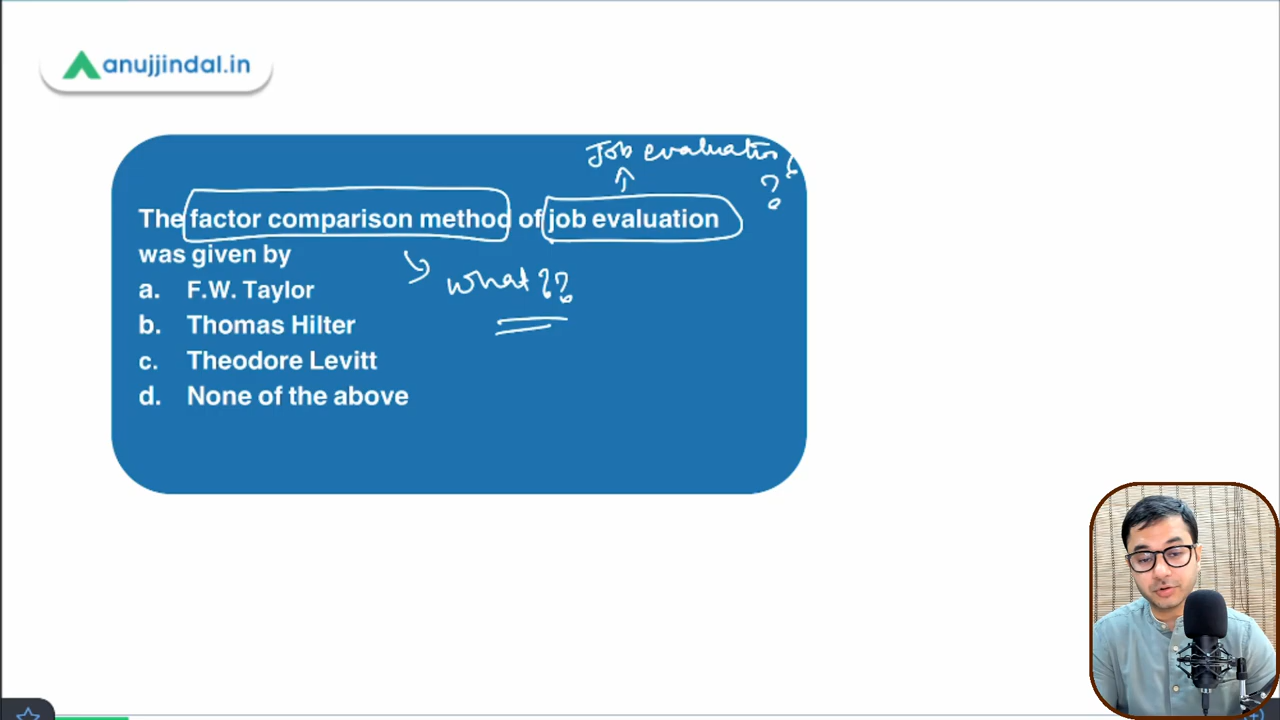 anujjindal.in
Job evaluation
?
The factor comparison method of job evaluation
was given by
what??
a. F.W. Taylor
b. Thomas Hilter
c. Theodore Levitt
d. None of the above